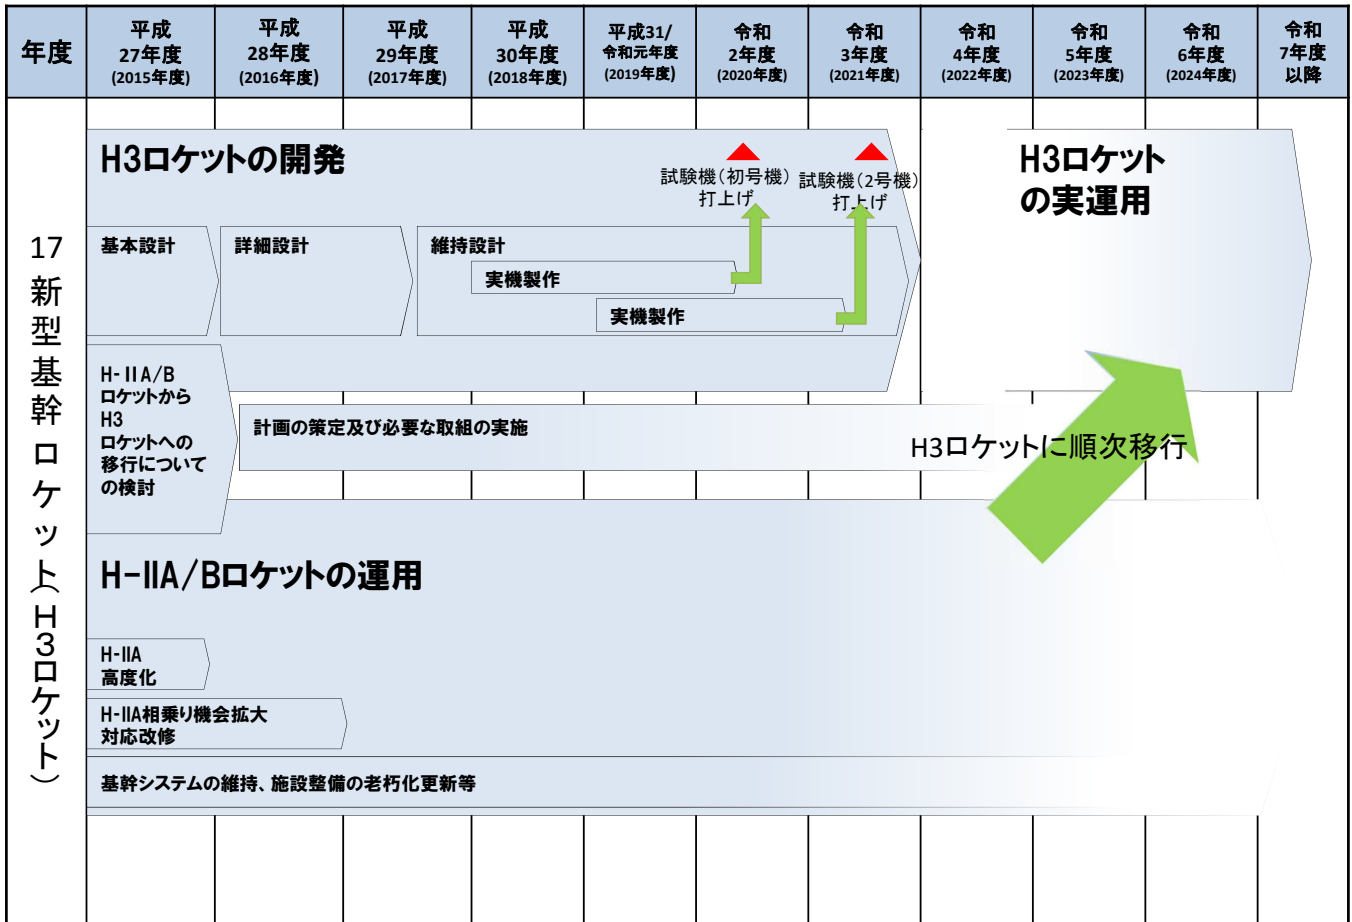 年度
平成
27年度
(2015年度)
平成
28年度
(2016年度)
平成
29年度
(2017年度)
平成
30年度
(2018年度)
平成31/
令和元年度
(2019年度)
令和
2年度
(2020年度)
令和
3年度
(2021年度)
令和
4年度
(2022年度)
令和
5年度
(2023年度)
令和
6年度
(2024年度)
令和
7年度
以降
17新型基幹ロケット(H3ロケット)
H3ロケットの開発
試験機(初号機)
打上げ
試験機(2号機)
打上げ
H3ロケット
の実運用
基本設計
詳細設計
維持設計
実機製作
実機製作
H-ⅡA/B
ロケットから
H3
ロケットへの
移行について
の検討
計画の策定及び必要な取組の実施
H3ロケットに順次移行
H-ⅡA/Bロケットの運用
H-ⅡA
高度化
H-ⅡA相乗り機会拡大
対応改修
基幹システムの維持、施設整備の老朽化更新等